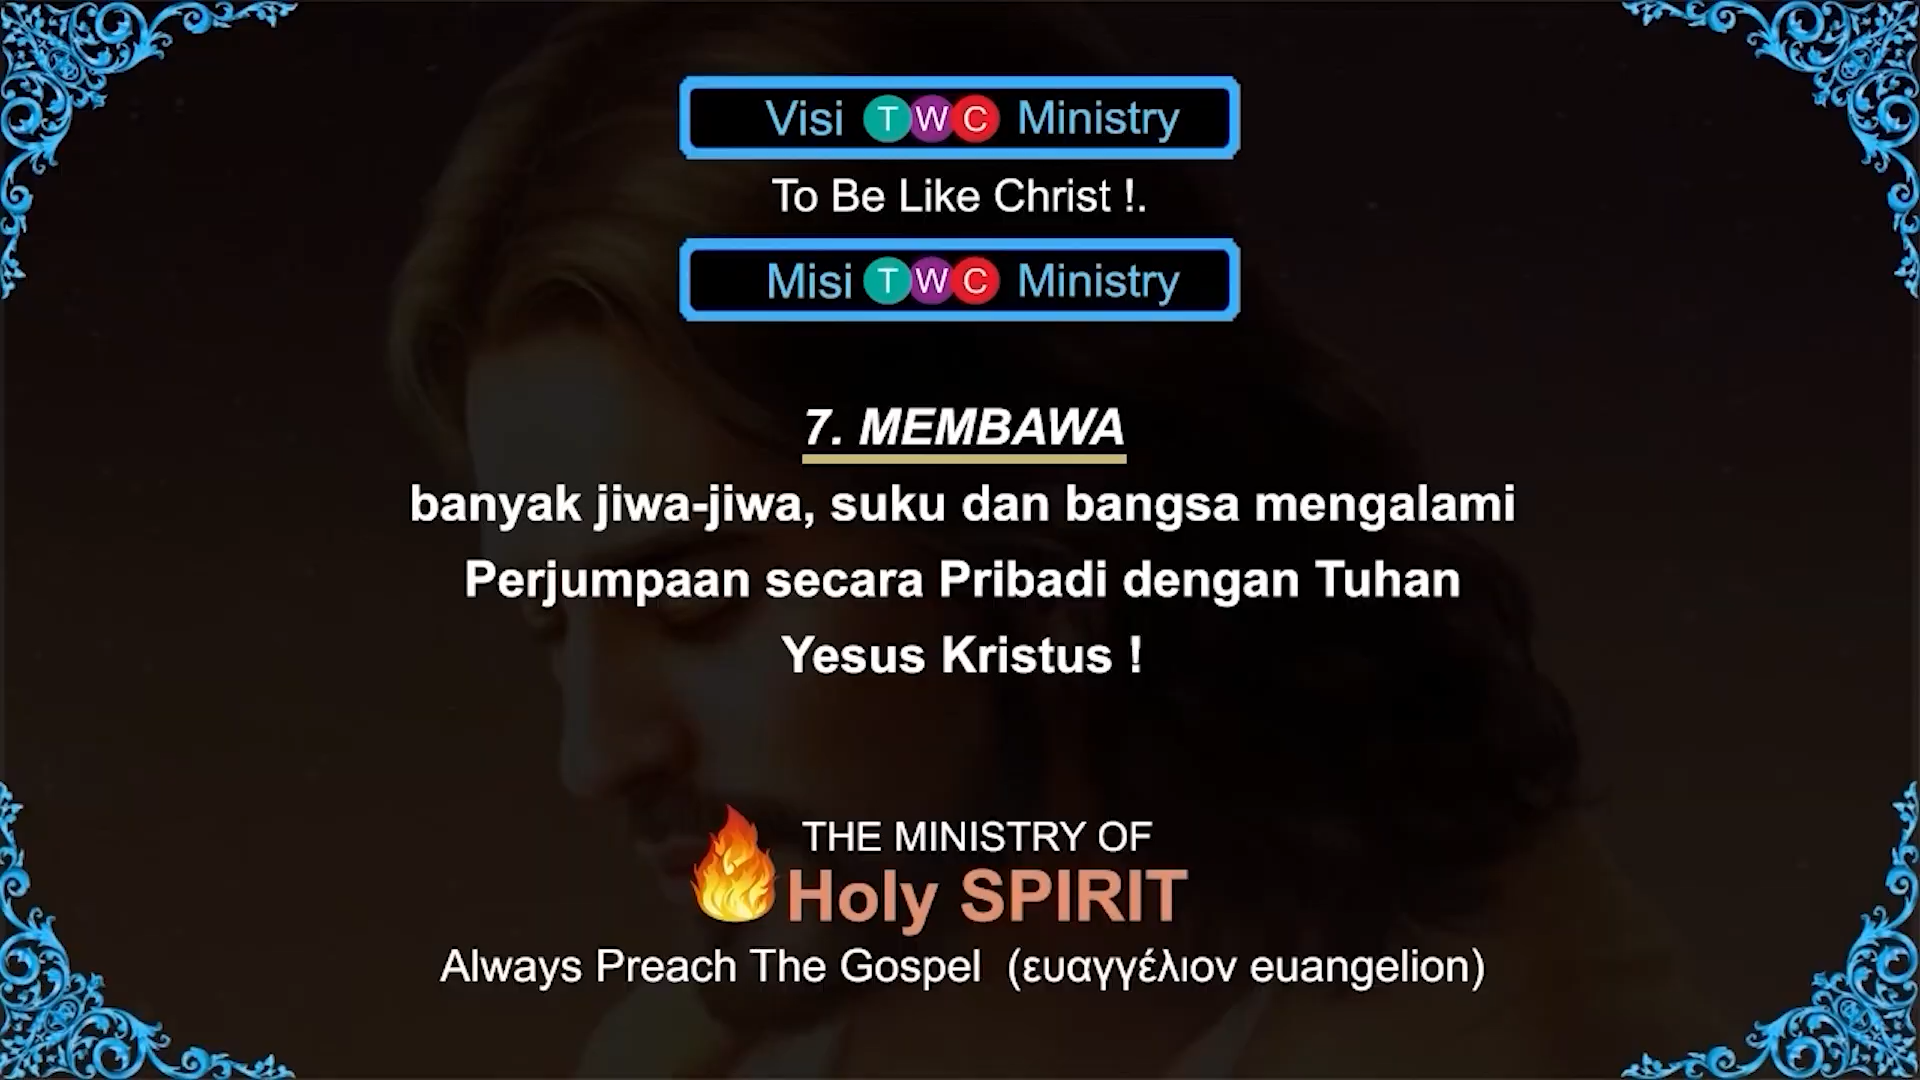 Visi TWC Ministry
To Be Like Christ !.
Misi TWC Ministry
7. MEMBAWA
banyak jiwa-jiwa, suku dan bangsa mengalami
Perjumpaan secara Pribadi dengan Tuhan
Yesus Kristus !
THE MINISTRY OF
Holy SPIRIT
Always Preach The Gospel (ευαγγέλιον euangelion)